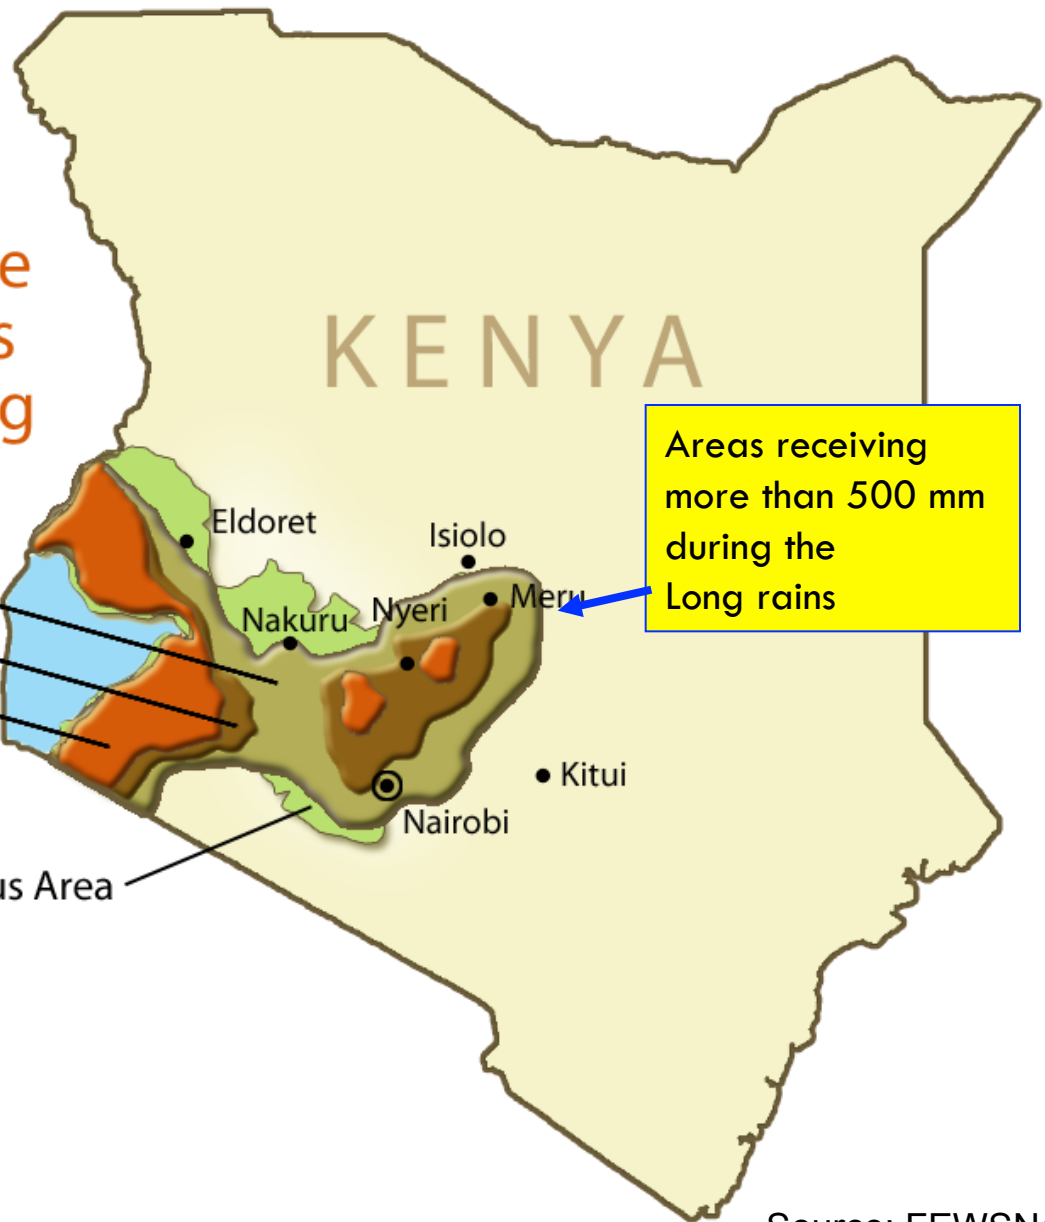 e
s
g
KENYA
Areas receiving
more than 500 mm
during the
Long rains
Eldoret
Isiolo
Meru
Nyeri
Nakuru
Kitui
Nairobi
us Area